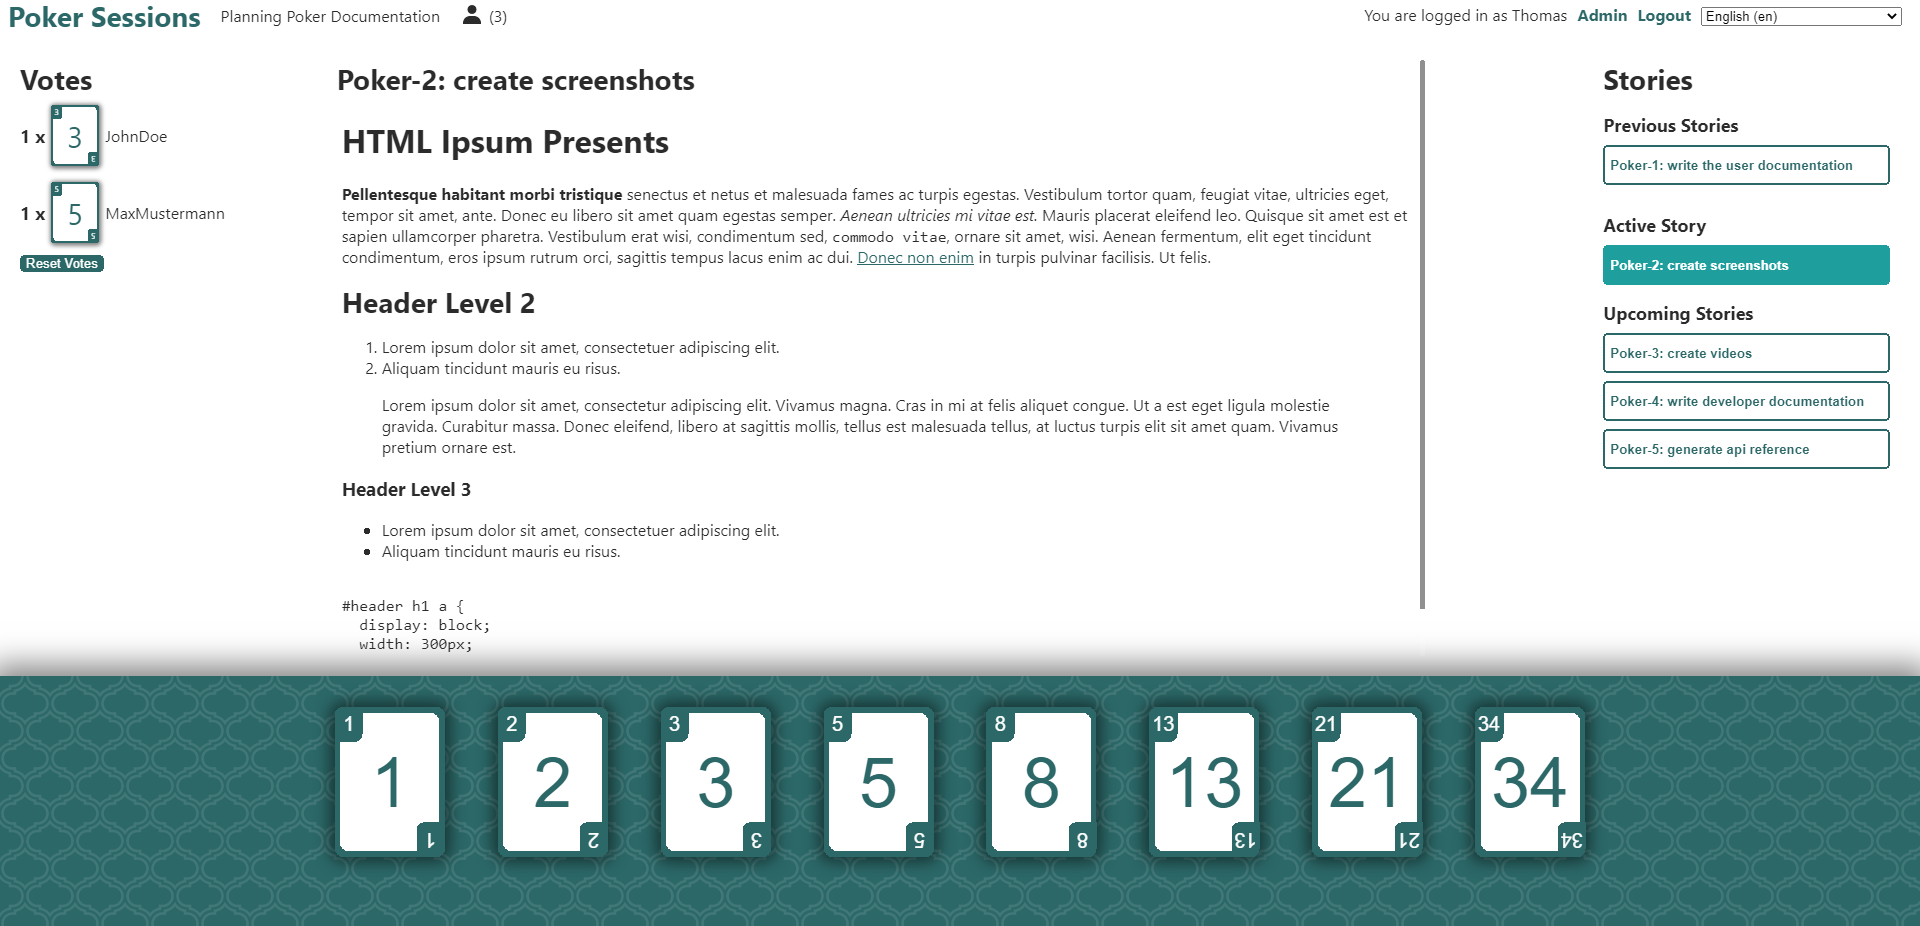 Poker Sessions Planning Poker Documentation (3) You are logged in as Thomas Admin Logout English (en)
Votes
1 x 3 3 3 JohnDoe
1 x 5 5 5 MaxMustermann
Reset Votes
Poker-2: create screenshots
HTML Ipsum Presents
Pellentesque habitant morbi tristique senectus et netus et malesuada fames ac turpis egestas. Vestibulum tortor quam, feugiat vitae, ultricies eget,
tempor sit amet, ante. Donec eu libero sit amet quam egestas semper. Aenean ultricies mi vitae est. Mauris placerat eleifend leo. Quisque sit amet est et
sapien ullamcorper pharetra. Vestibulum erat wisi, condimentum sed, commodo vitae, ornare sit amet, wisi. Aenean fermentum, elit eget tincidunt
condimentum, eros ipsum rutrum orci, sagittis tempus lacus enim ac dui. Donec non enim in turpis pulvinar facilisis. Ut felis.
Header Level 2
1. Lorem ipsum dolor sit amet, consectetuer adipiscing elit.
2. Aliquam tincidunt mauris eu risus.
Lorem ipsum dolor sit amet, consectetur adipiscing elit. Vivamus magna. Cras in mi at felis aliquet congue. Ut a est eget ligula molestie
gravida. Curabitur massa. Donec eleifend, libero at sagittis mollis, tellus est malesuada tellus, at luctus turpis elit sit amet quam. Vivamus
pretium ornare est.
Header Level 3
• Lorem ipsum dolor sit amet, consectetuer adipiscing elit.
• Aliquam tincidunt mauris eu risus.
#header h1 a {
  display: block;
  width: 300px;
Stories
Previous Stories
Poker-1: write the user documentation
Active Story
Poker-2: create screenshots
Upcoming Stories
Poker-3: create videos
Poker-4: write developer documentation
Poker-5: generate api reference
1 2 3 5 8 13 21 34
1 2 3 5 8 13 21 34
1 2 3 5 8 13 21 34